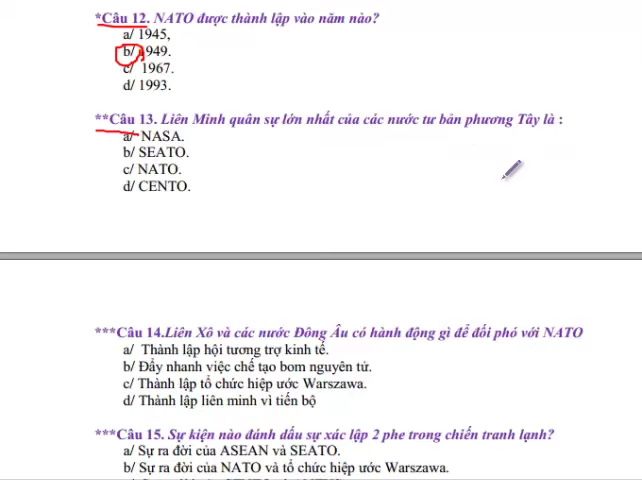 *Câu 12. NATO được thành lập vào năm nào?
a/ 1945,
b/ 1949.
c/ 1967.
d/ 1993.
**Câu 13. Liên Minh quân sự lớn nhất của các nước tư bản phương Tây là :
a/ NASA.
b/ SEATO.
c/ NATO.
d/ CENTO.
***Câu 14.Liên Xô và các nước Đông Âu có hành động gì để đối phó với NATO
a/ Thành lập hội tương trợ kinh tế.
b/ Đẩy nhanh việc chế tạo bom nguyên tử.
c/ Thành lập tổ chức hiệp ước Warszawa.
d/ Thành lập liên minh vì tiến bộ
***Câu 15. Sự kiện nào đánh dấu sự xác lập 2 phe trong chiến tranh lạnh?
a/ Sự ra đời của ASEAN và SEATO.
b/ Sự ra đời của NATO và tổ chức hiệp ước Warszawa.